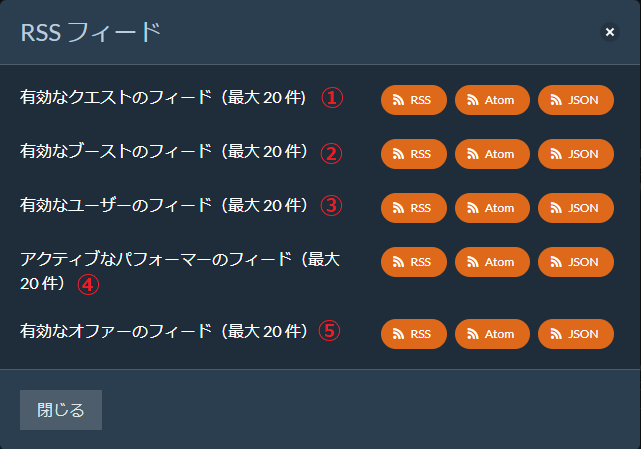 RSS フィード
有効なクエストのフィード（最大 20 件） ① RSS Atom JSON
有効なブーストのフィード（最大 20 件） ② RSS Atom JSON
有効なユーザーのフィード（最大 20 件） ③ RSS Atom JSON
アクティブなパフォーマーのフィード（最大 RSS Atom JSON
20 件） ④
有効なオファーのフィード（最大 20 件） ⑤ RSS Atom JSON
閉じる